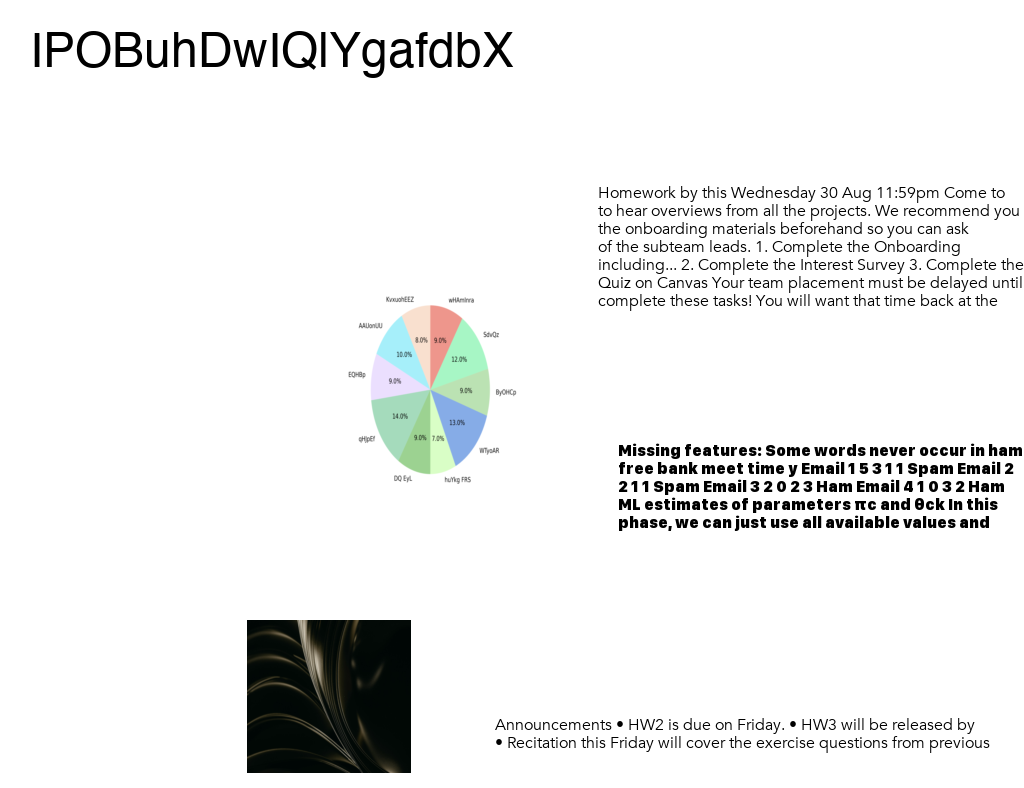 IPOBuhDwIQlYgafdbX
Homework by this Wednesday 30 Aug 11:59pm Come to
to hear overviews from all the projects. We recommend you
the onboarding materials beforehand so you can ask
of the subteam leads. 1. Complete the Onboarding
including... 2. Complete the Interest Survey 3. Complete the
Quiz on Canvas Your team placement must be delayed until
complete these tasks! You will want that time back at the
KvxuohEEZ
wHAmInra
AAUonUU
SdvQz
8.0%
9.0%
10.0%
12.0%
EQHBp
9.0%
9.0%
ByOHCp
14.0%
13.0%
qHJpEf
9.0%
7.0%
WTyoAR
DQ EyL
huYkg FRS
Missing features: Some words never occur in ham
free bank meet time y Email 1 5 3 1 1 Spam Email 2
2 1 1 Spam Email 3 2 0 2 3 Ham Email 4 1 0 3 2 Ham
ML estimates of parameters πc and θck In this
phase, we can just use all available values and
Announcements • HW2 is due on Friday. • HW3 will be released by
• Recitation this Friday will cover the exercise questions from previous